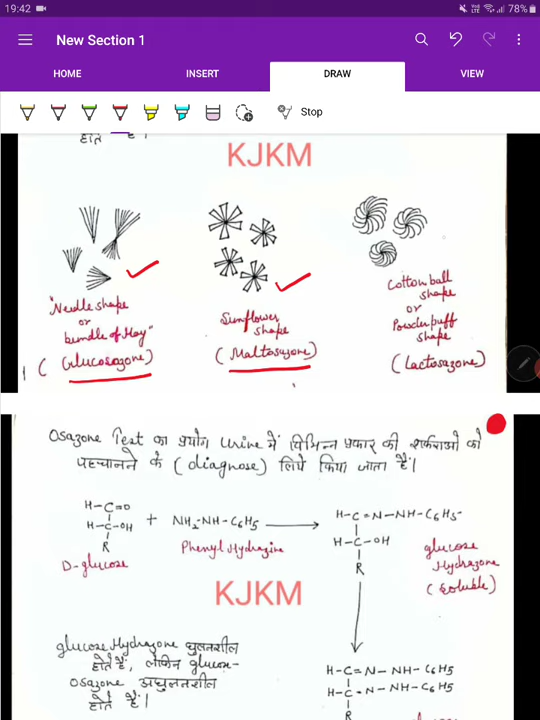 19:42
78%
New Section 1
HOME INSERT DRAW VIEW
Stop
होते है।
KJKM
"Needle shape
or
bundle of Hay"
(Glucosazone)
Sunflower
shape
(Maltosazone)
Cottonball
shape
or
Powderpuff
shape
(Lactosazone)
Osazone Test का प्रयोग Urine में विभिन्न प्रकार की शर्कराओं को
पहचानने के (diagnose) लिये किया जाता है।
H-C=O
H-C-OH
R
D-glucose
+
NH2-NH-C6H5
Phenyl Hydrazine
H-C=N-NH-C6H5
H-C-OH
R
glucose
Hydrazone
(Soluble)
KJKM
glucose Hydrazone घुलनशील
होते हैं, लेकिन glucose-
osazone अघुलनशील
होते है।
H-C=N-NH-C6H5
H-C=N-NH-C6H5
R